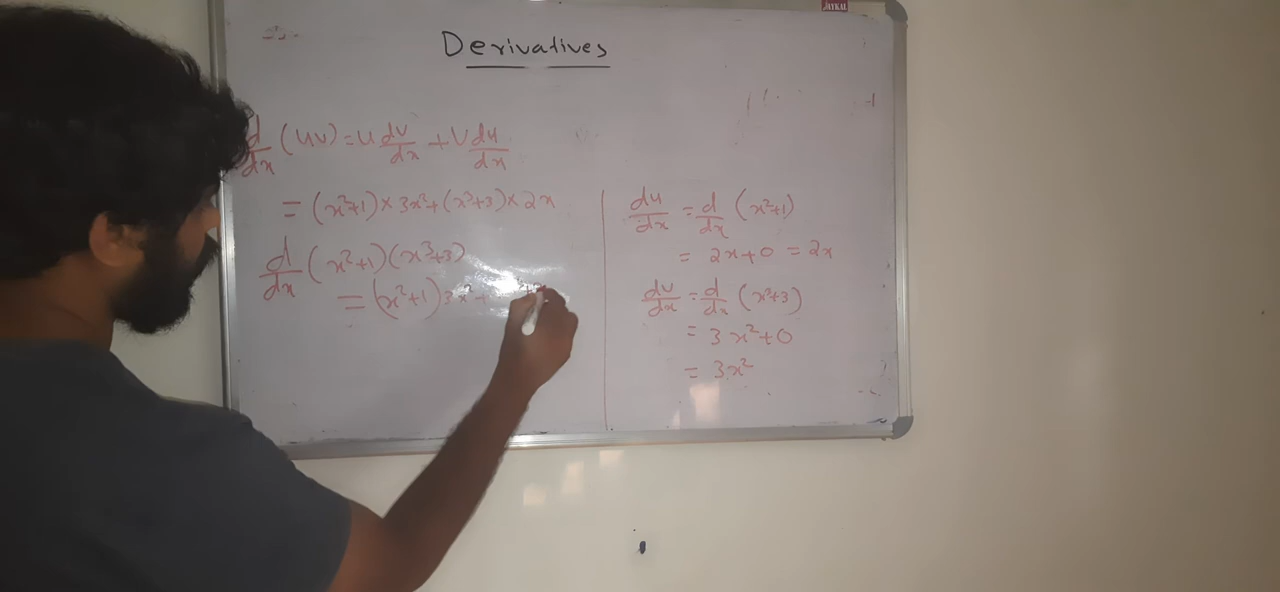 JAYKAL
Derivatives
d/dx (uv) = u dv/dx + v du/dx
= (x²+1) × 3x² + (x³+3) × 2x
d/dx (x²+1)(x³+3)
= (x²+1) 3x² +
du/dx = d/dx (x²+1)
= 2x+0 = 2x
dv/dx = d/dx (x³+3)
= 3x²+0
= 3x²